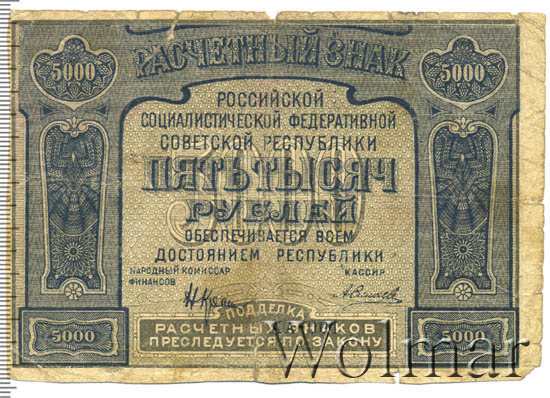 РАСЧЕТНЫЙ ЗНАК
5000 5000
РОССИЙСКОЙ
СОЦИАЛИСТИЧЕСКОЙ ФЕДЕРАТИВНОЙ
СОВЕТСКОЙ РЕСПУБЛИКИ
ПЯТЬ ТЫСЯЧ
РУБЛЕЙ
ОБЕСПЕЧИВАЕТСЯ ВСЕМ
ДОСТОЯНИЕМ РЕСПУБЛИКИ
НАРОДНЫЙ КОМИССАР
ФИНАНСОВ
КАССИР
ПОДДЕЛКА
РАСЧЕТНЫХ ЗНАКОВ
ПРЕСЛЕДУЕТСЯ ПО ЗАКОНУ
5000 5000
Wolmar